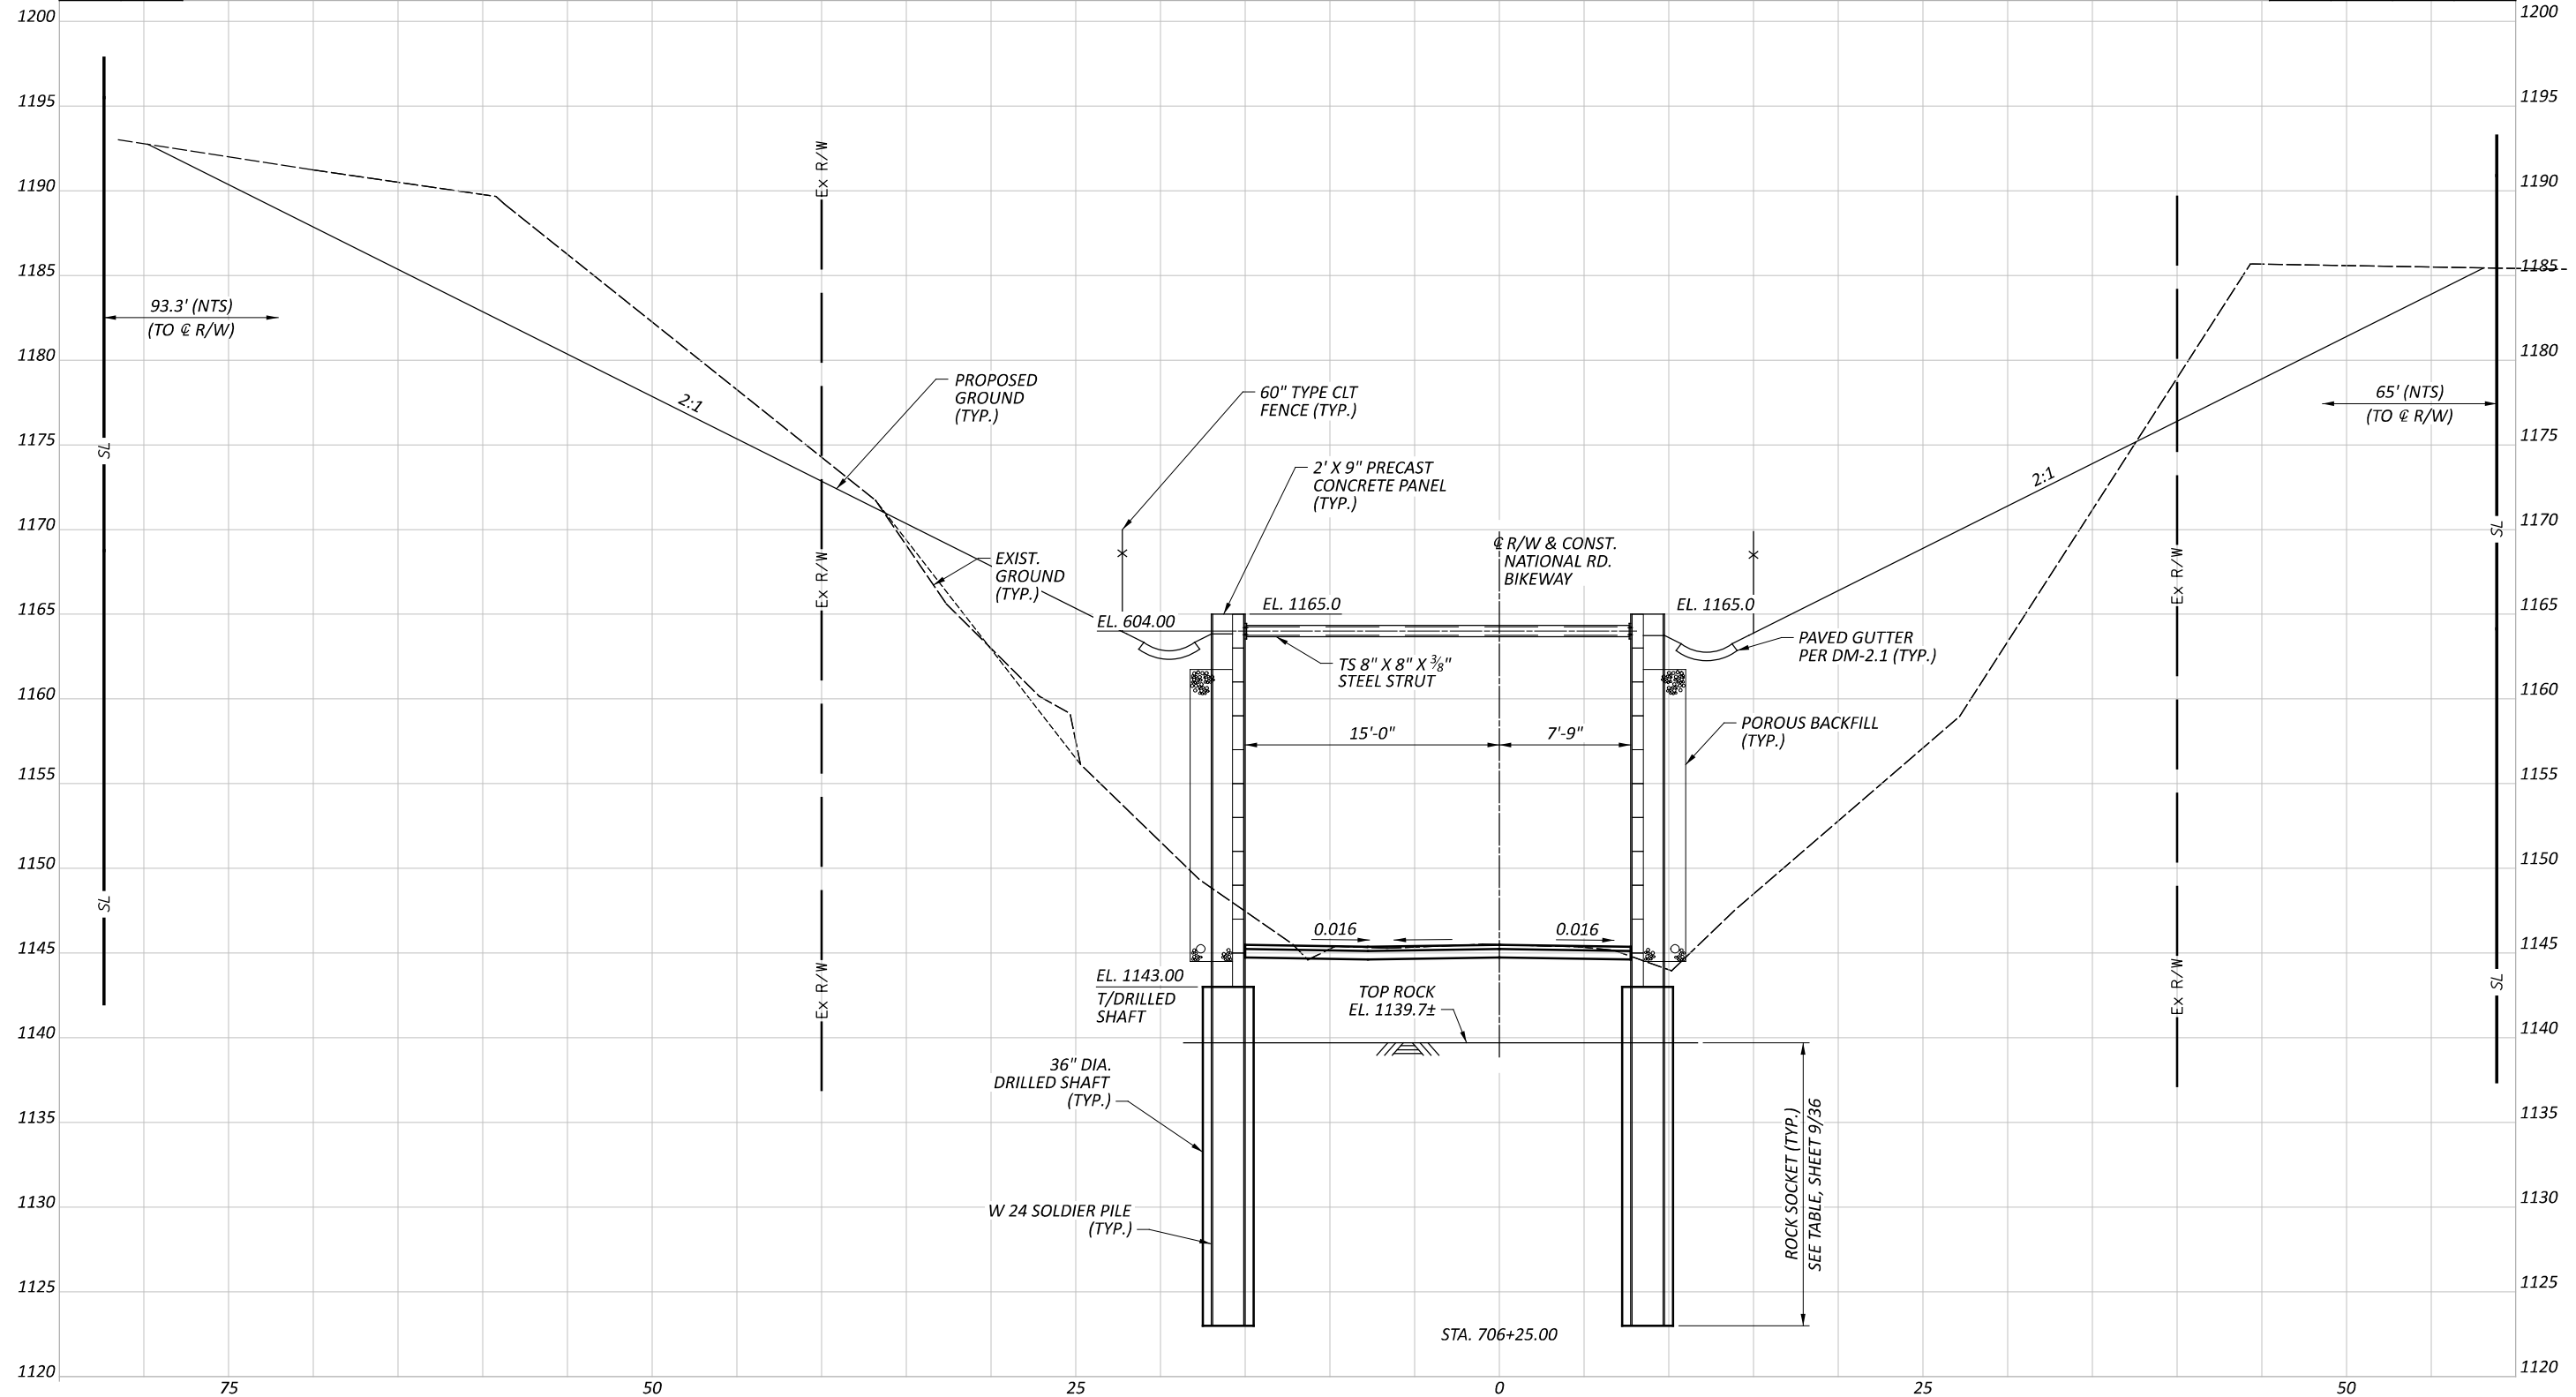 1200
1195
1190
1185
1180
1175
1170
1165
1160
1155
1150
1145
1140
1135
1130
1125
1120
1200
1195
1190
1185
1180
1175
1170
1165
1160
1155
1150
1145
1140
1135
1130
1125
1120
75
50
25
0
25
50
SL
SL
93.3' (NTS)
(TO ℄ R/W)
2:1
Ex R/W
Ex R/W
Ex R/W
PROPOSED
GROUND
(TYP.)
EXIST.
GROUND
(TYP.)
60" TYPE CLT
FENCE (TYP.)
2' X 9" PRECAST
CONCRETE PANEL
(TYP.)
℄ R/W & CONST.
NATIONAL RD.
BIKEWAY
EL. 604.00
EL. 1165.0
EL. 1165.0
TS 8" X 8" X 3/8"
STEEL STRUT
PAVED GUTTER
PER DM-2.1 (TYP.)
15'-0"
7'-9"
POROUS BACKFILL
(TYP.)
0.016
0.016
EL. 1143.00
T/DRILLED
SHAFT
TOP ROCK
EL. 1139.7±
36" DIA.
DRILLED SHAFT
(TYP.)
W 24 SOLDIER PILE
(TYP.)
ROCK SOCKET (TYP.)
SEE TABLE, SHEET 9/36
STA. 706+25.00
2:1
65' (NTS)
(TO ℄ R/W)
Ex R/W
Ex R/W
SL
SL